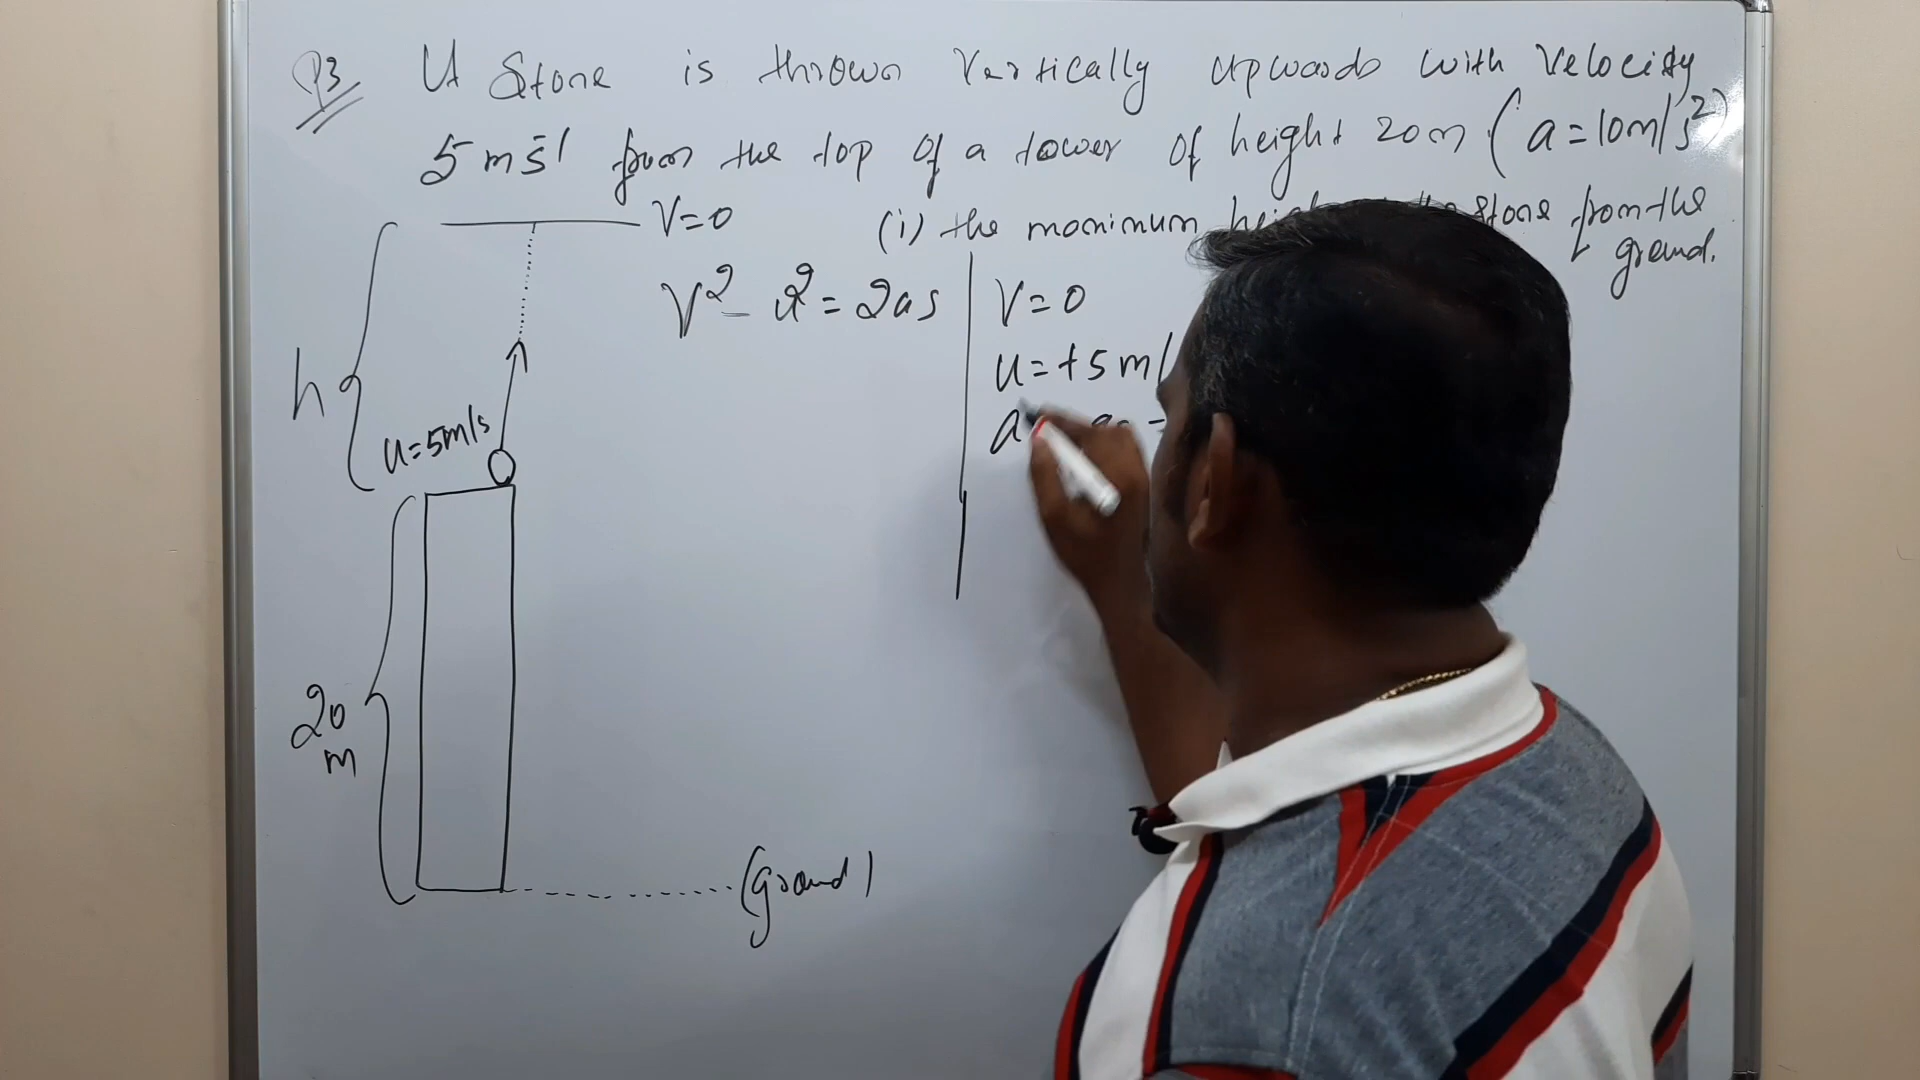 Q3 A Stone is thrown Vertically upwards with Velocity
5 ms-1 from the top of a tower of height 20m ( a = 10m/s2)
(i) the maximum stone from the
ground.
V=0
V2 - u2 = 2as
V = 0
u = +5 m/
a
h
u=5m/s
20
m
(ground)